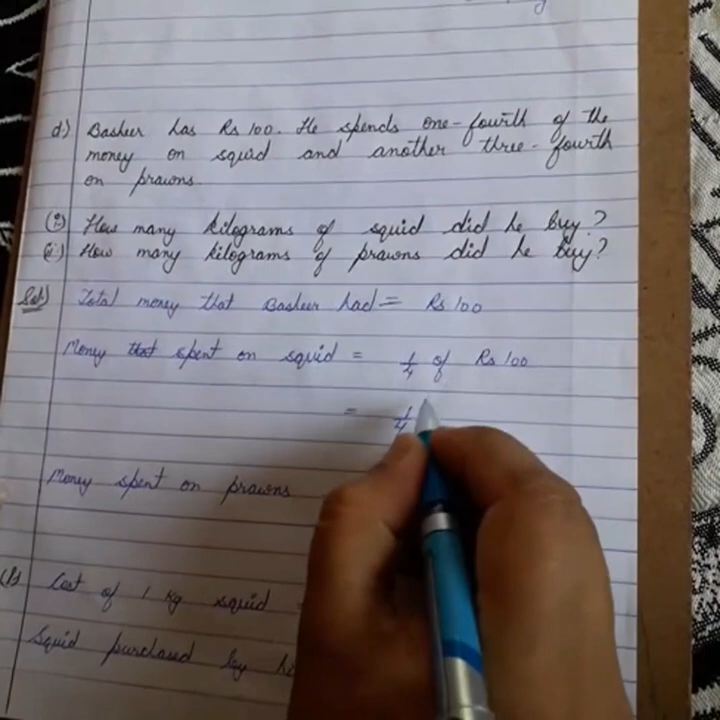 d) Basheer has Rs 100. He spends one-fourth of the
money on squid and another three-fourth
on prawns.
(i) How many kilograms of squid did he buy?
(ii) How many kilograms of prawns did he buy?
Sol) Total money that Basheer had = Rs 100
Money spent on squid = 1/4 of Rs 100
= 1/4
Money spent on prawns
Cost of 1 Kg squid
Squid purchased by